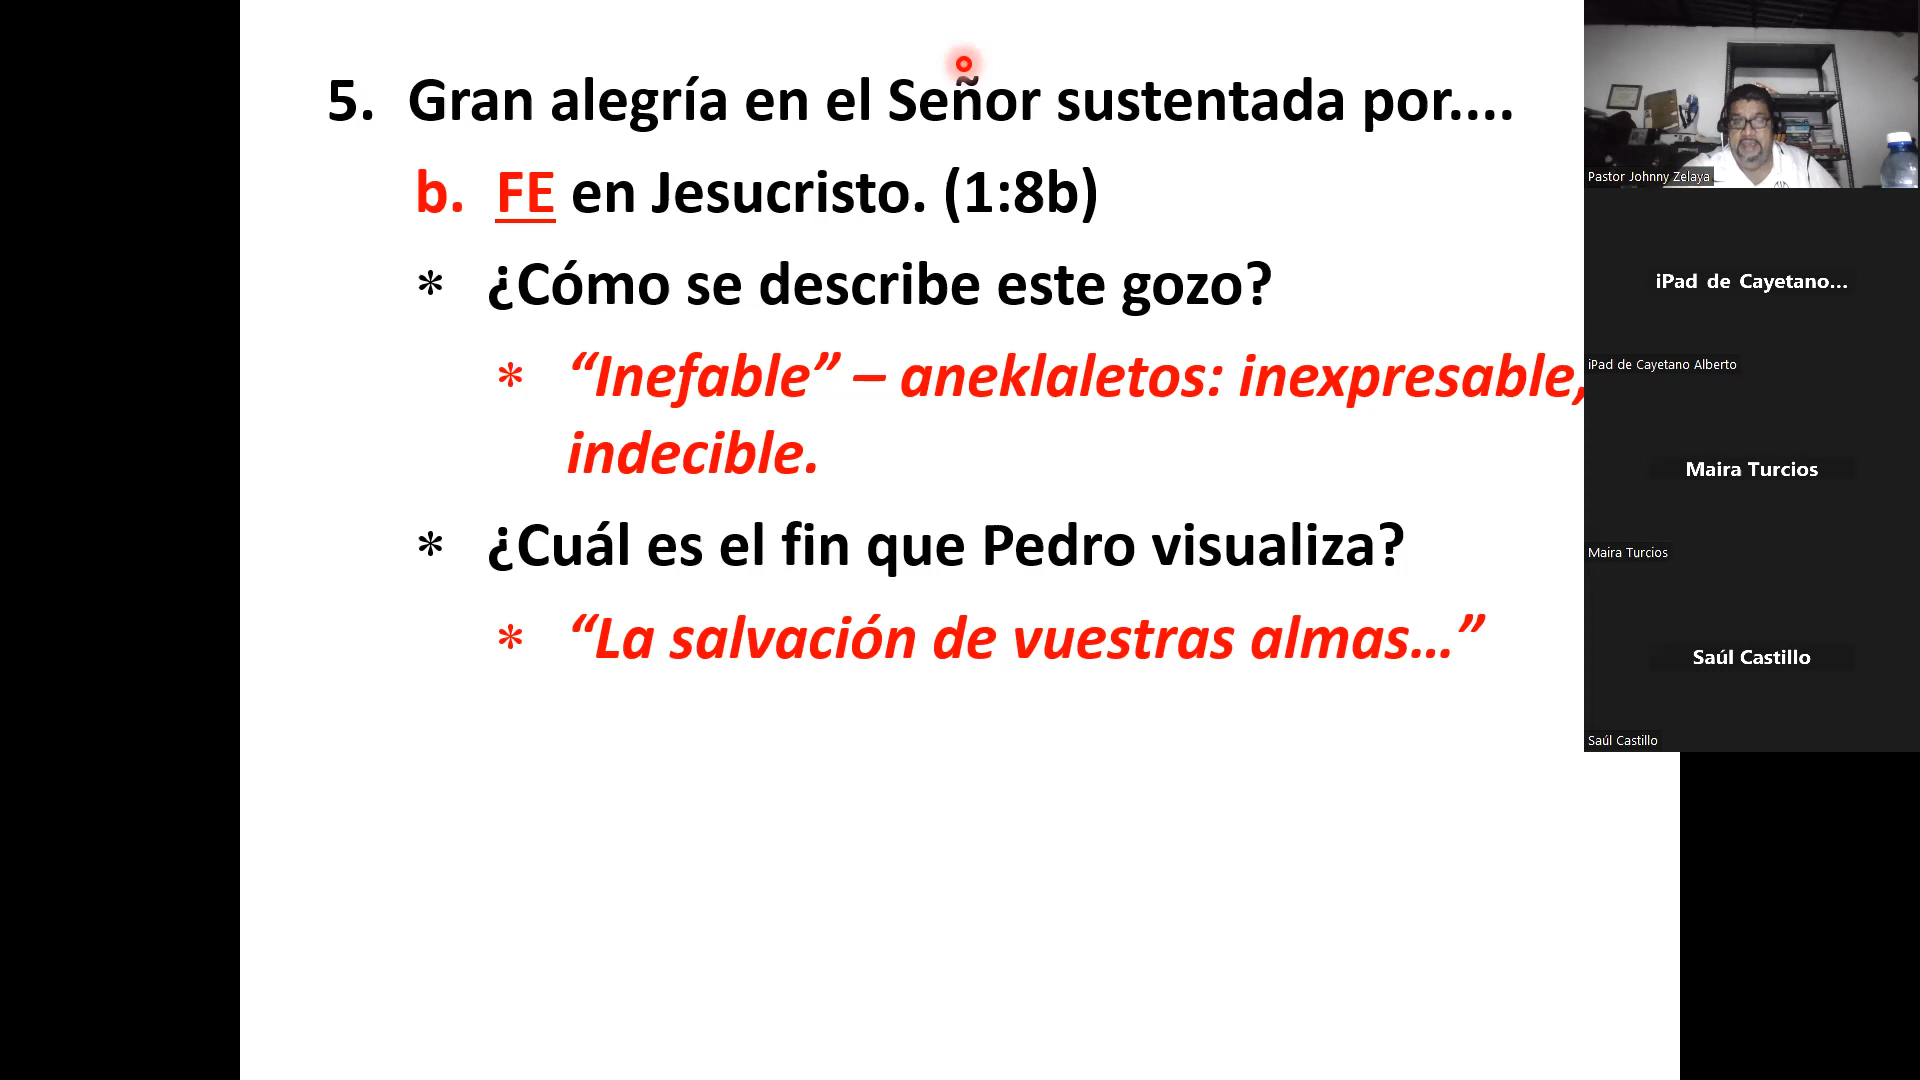 5. Gran alegría en el Señor sustentada por....
b. FE en Jesucristo. (1:8b)
* ¿Cómo se describe este gozo?
* “Inefable” – aneklaletos: inexpresable,
indecible.
* ¿Cuál es el fin que Pedro visualiza?
* “La salvación de vuestras almas…”
Pastor Johnny Zelaya
iPad de Cayetano...
iPad de Cayetano Alberto
Maira Turcios
Maira Turcios
Saúl Castillo
Saúl Castillo